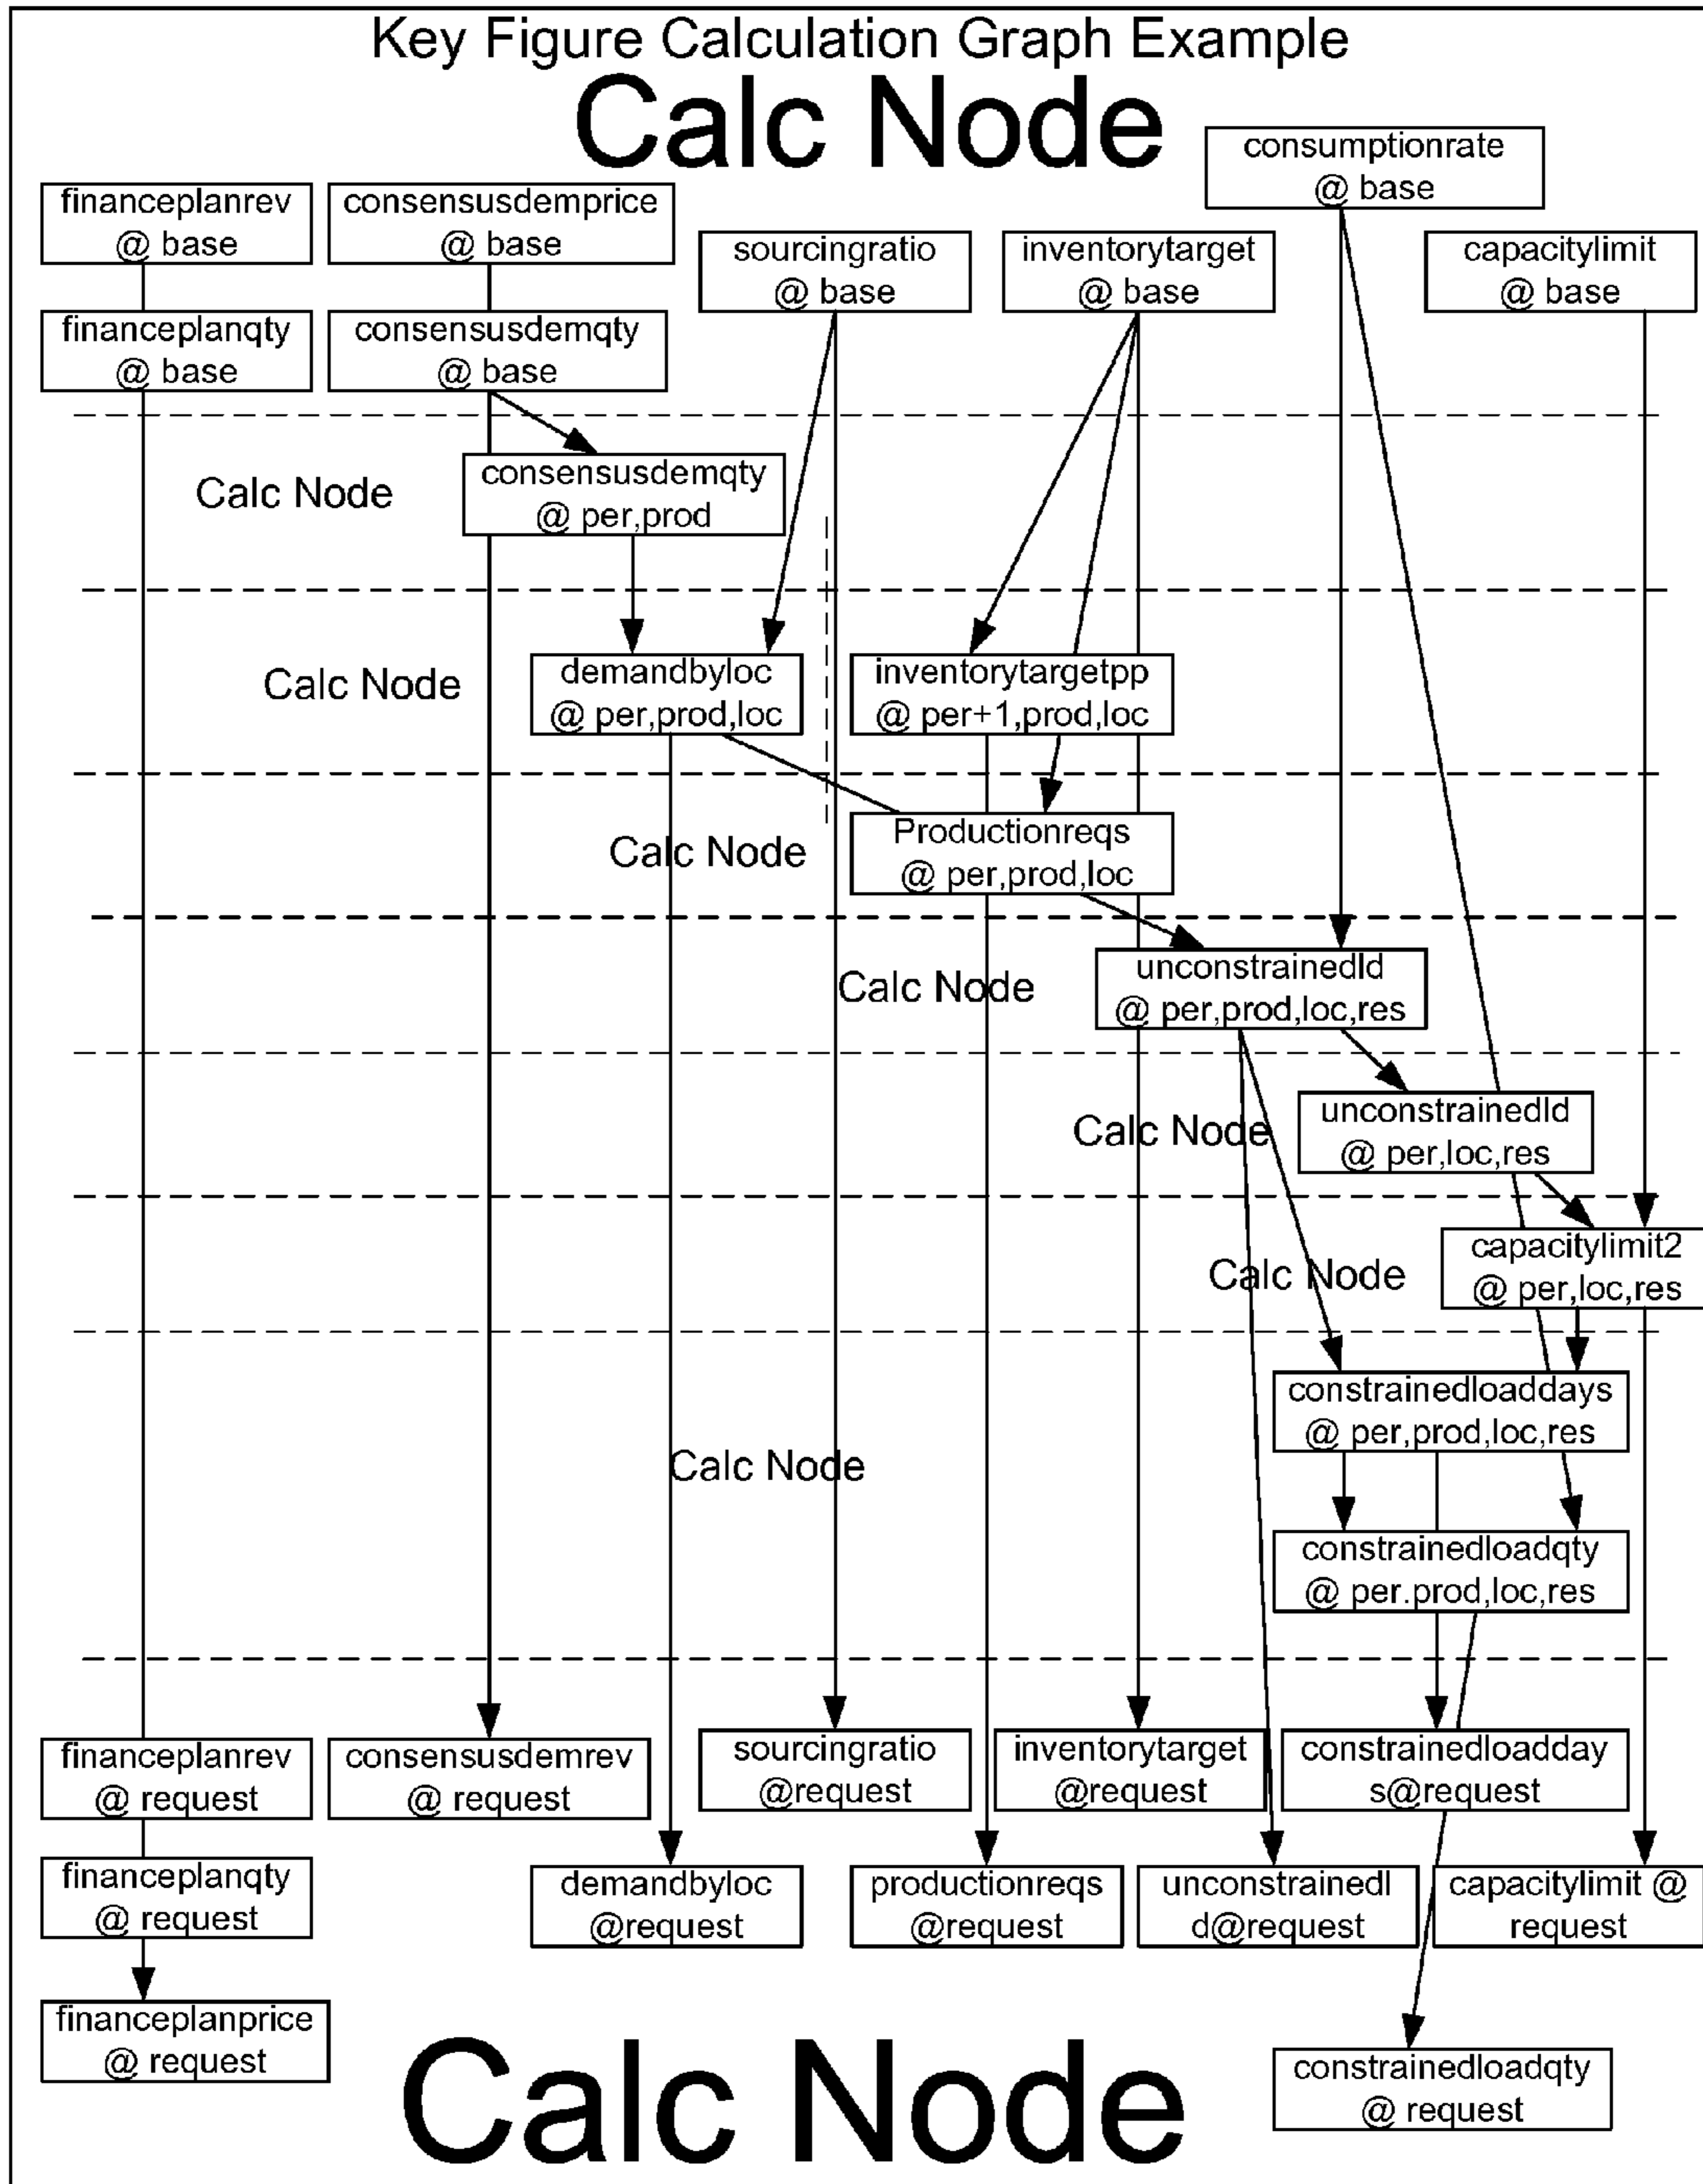 Key Figure Calculation Graph Example
Calc Node
consumptionrate
@ base
financeplanrev
@ base
consensusdemprice
@ base
sourcingratio
@ base
inventorytarget
@ base
capacitylimit
@ base
financeplanqty
@ base
consensusdemqty
@ base
Calc Node
consensusdemqty
@ per,prod
Calc Node
demandbyloc
@ per,prod,loc
inventorytargetpp
@ per+1,prod,loc
Calc Node
Productionreqs
@ per,prod,loc
Calc Node
unconstrainedld
@ per,prod,loc,res
Calc Node
unconstrainedld
@ per,loc,res
Calc Node
capacitylimit2
@ per,loc,res
constrainedloaddays
@ per,prod,loc,res
Calc Node
constrainedloadqty
@ per.prod,loc,res
financeplanrev
@ request
consensusdemrev
@ request
sourcingratio
@request
inventorytarget
@request
constrainedloadday
s@request
financeplanqty
@ request
demandbyloc
@request
productionreqs
@request
unconstrainedl
d@request
capacitylimit @
request
financeplanprice
@ request
Calc Node
constrainedloadqty
@ request